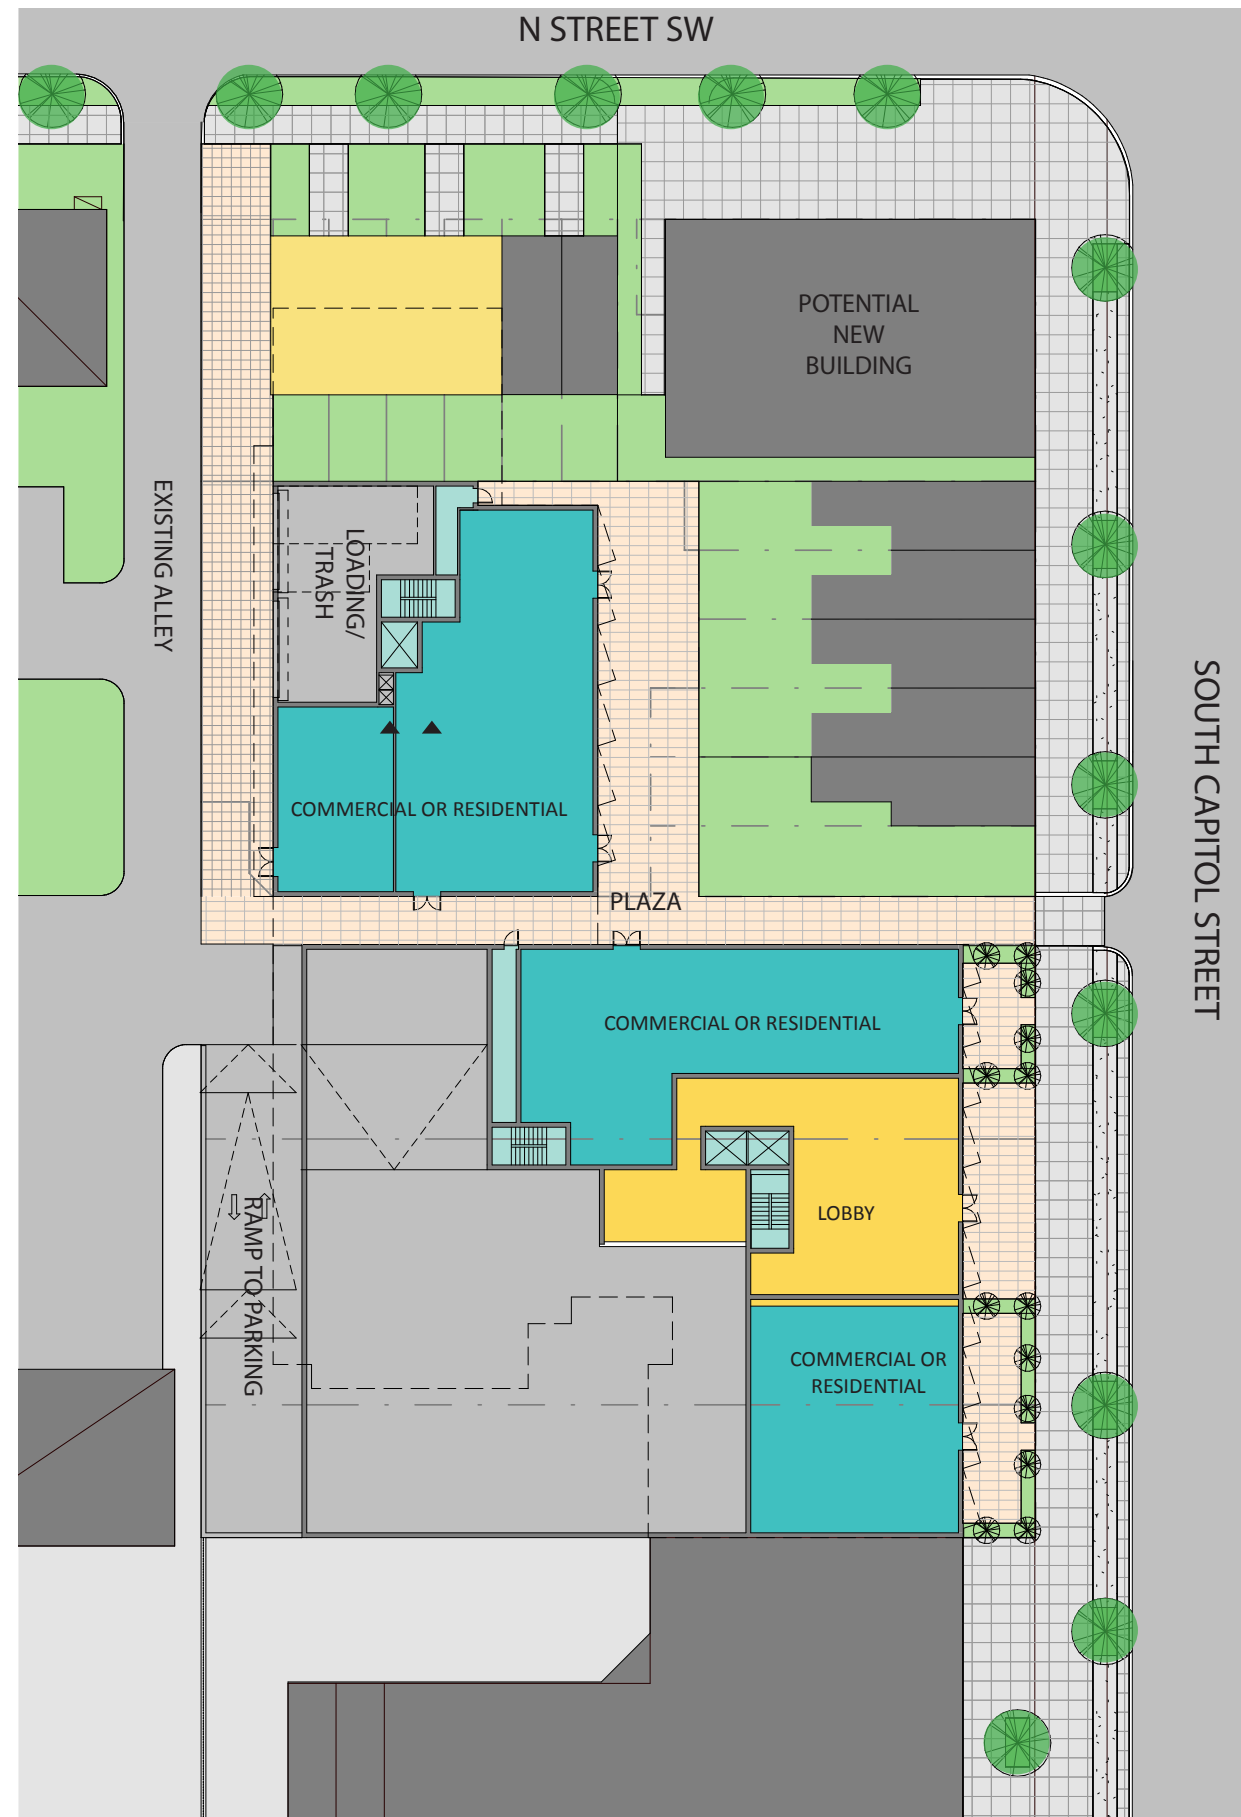 N STREET SW
POTENTIAL
NEW
BUILDING
EXISTING ALLEY
LOADING/
TRASH
SOUTH CAPITOL STREET
COMMERCIAL OR RESIDENTIAL
PLAZA
COMMERCIAL OR RESIDENTIAL
LOBBY
RAMP TO PARKING
COMMERCIAL OR
RESIDENTIAL